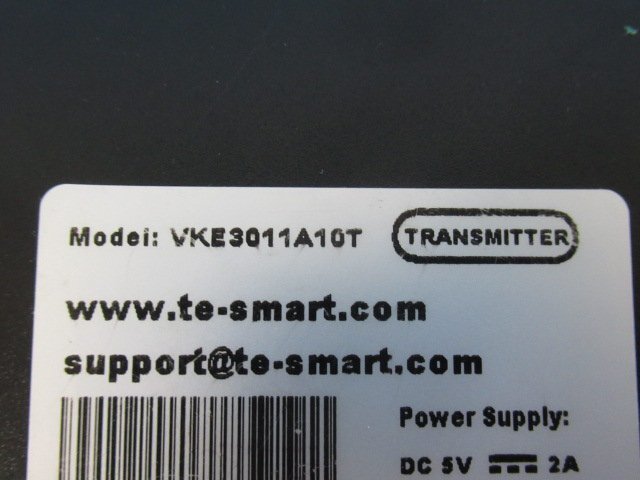 Model: VKE3011A10T TRANSMITTER
www.te-smart.com
support@te-smart.com
Power Supply:
DC 5V ⎓ 2A